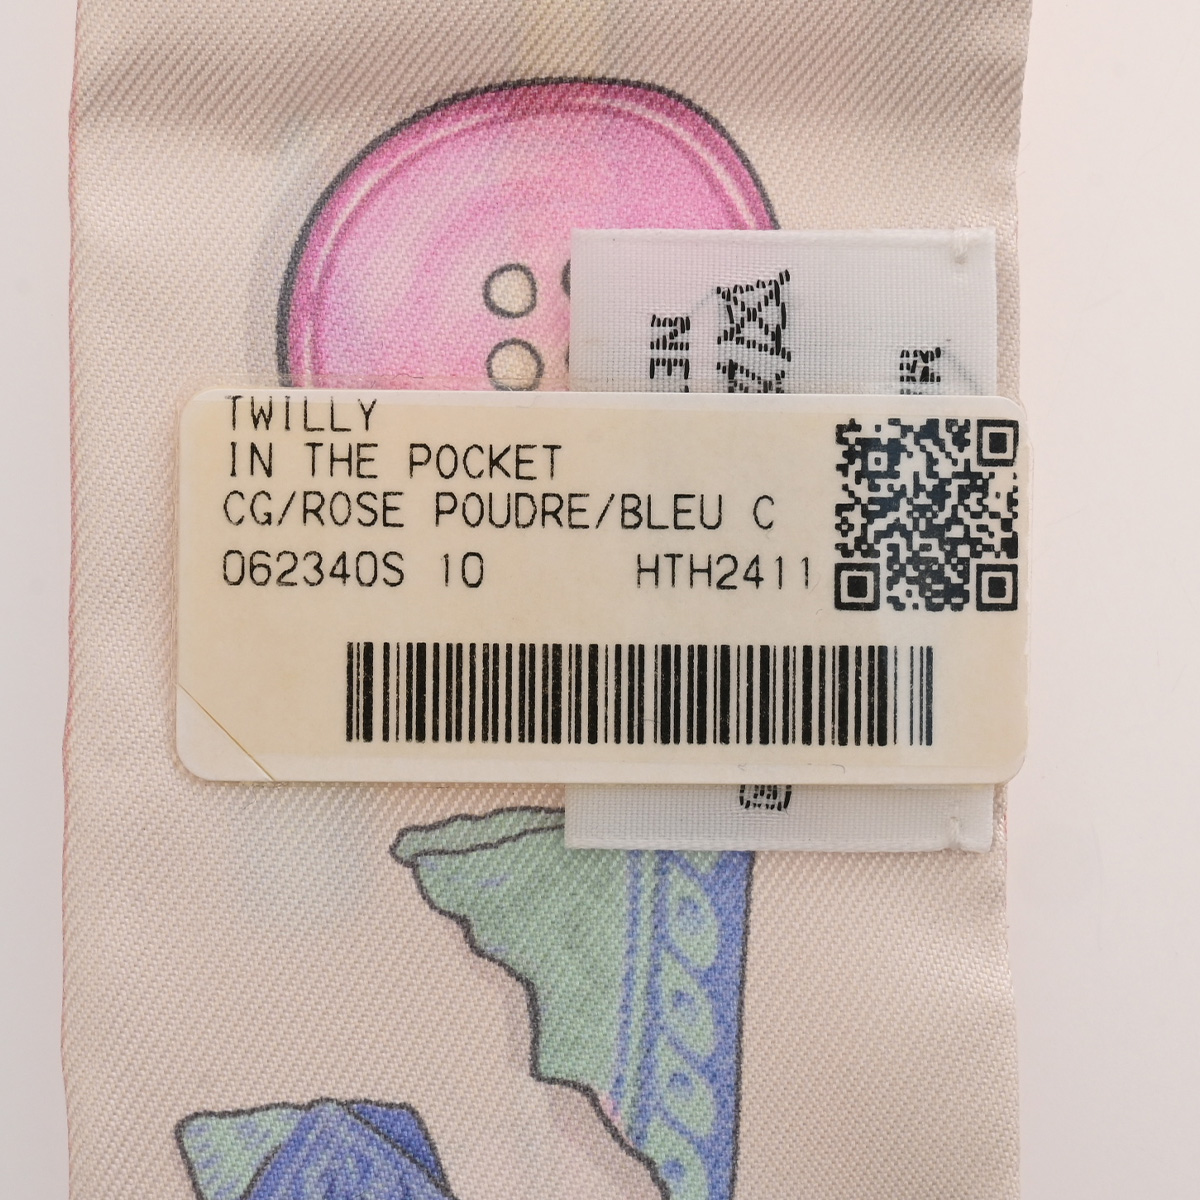 TWILLY
IN THE POCKET
CG/ROSE POUDRE/BLEU C
062340S 10 HTH2411